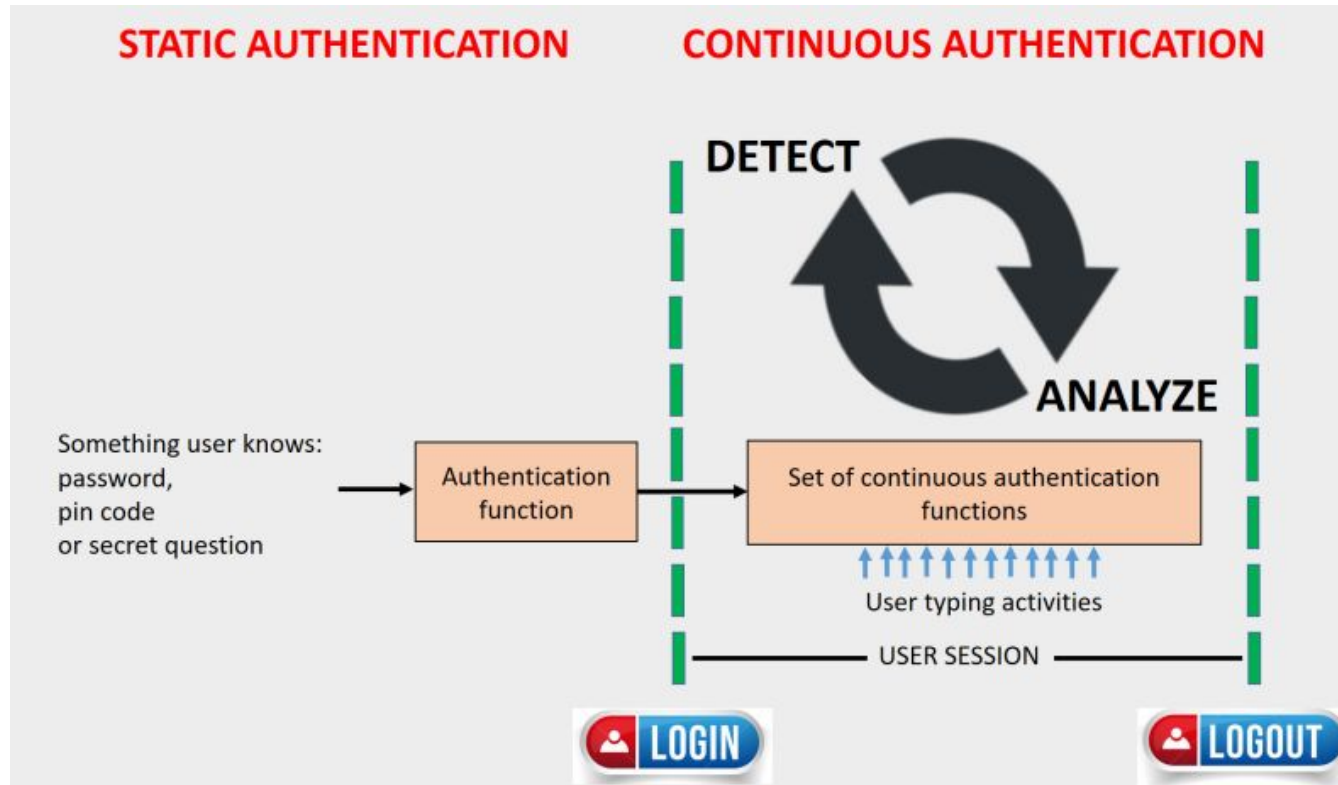 STATIC AUTHENTICATION
CONTINUOUS AUTHENTICATION
DETECT
ANALYZE
Something user knows:
password,
pin code
or secret question
Authentication
function
Set of continuous authentication
functions
User typing activities
USER SESSION
LOGIN
LOGOUT